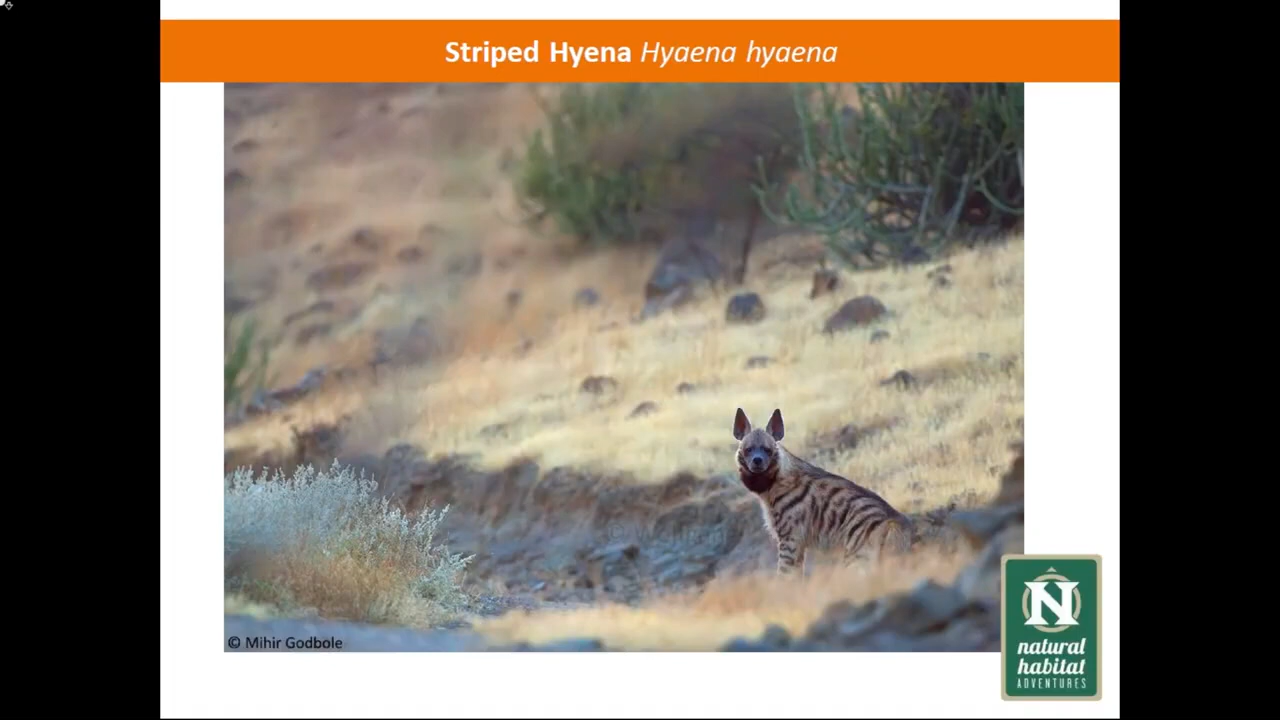 Striped Hyena Hyaena hyaena
© Mihir Godbole
N
natural
habitat
ADVENTURES